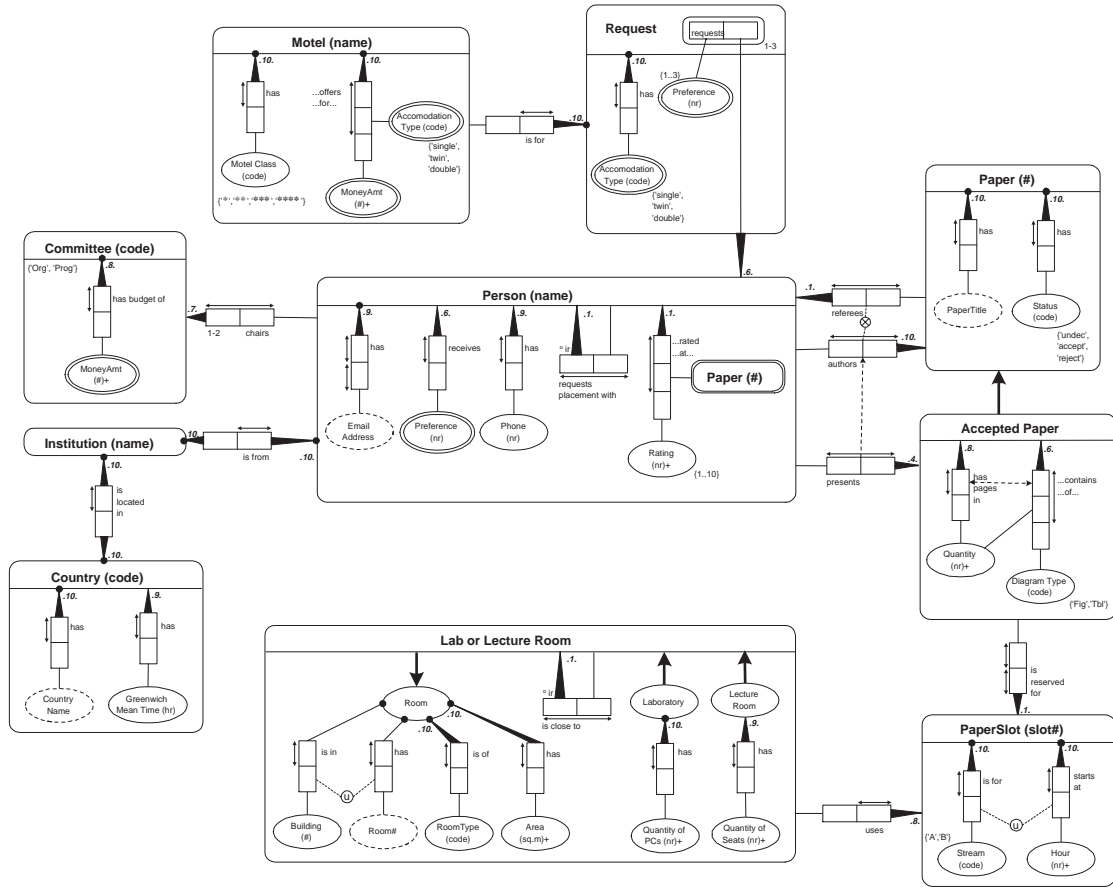 Motel (name)
.10.
has
Motel Class
(code)
{'*','**','***','****'}
.10.
...offers
...for...
Accomodation
Type (code)
{'single',
'twin',
'double'}
MoneyAmt
(#)+
is for
.10.
Request
requests
1-3
.10.
has
{1..3}
Preference
(nr)
Accomodation
Type (code)
{'single',
'twin',
'double'}
.6.
Paper (#)
.10.
has
PaperTitle
.10.
has
Status
(code)
{'undec',
'accept',
'reject'}
Committee (code)
{'Org', 'Prog'}
.8.
has budget of
MoneyAmt
(#)+
.7.
1-2
chairs
Person (name)
.9.
has
Email
Address
.6.
receives
Preference
(nr)
.9.
has
Phone
(nr)
.1.
° ir
requests
placement with
.1.
...rated
...at...
Paper (#)
Rating
(nr)+
{1..10}
.1.
referees
.10.
authors
.4.
presents
Institution (name)
.10.
is from
.10.
.10.
is
located
in
.10.
Country (code)
.10.
has
Country
Name
.9.
has
Greenwich
Mean Time (hr)
Accepted Paper
.8.
has
pages
in
Quantity
(nr)+
.6.
...contains
...of...
Diagram Type
(code)
{'Fig','Tbl'}
is
reserved
for
.1.
Lab or Lecture Room
Room
.10.
.10.
is in
has
is of
has
u
Building
(#)
Room#
RoomType
(code)
Area
(sq.m)+
.1.
° ir
is close to
Laboratory
.10.
has
Quantity of
PCs (nr)+
Lecture
Room
.9.
has
Quantity of
Seats (nr)+
uses
.8.
PaperSlot (slot#)
.10.
is for
{'A','B'}
Stream
(code)
u
.10.
starts
at
Hour
(nr)+